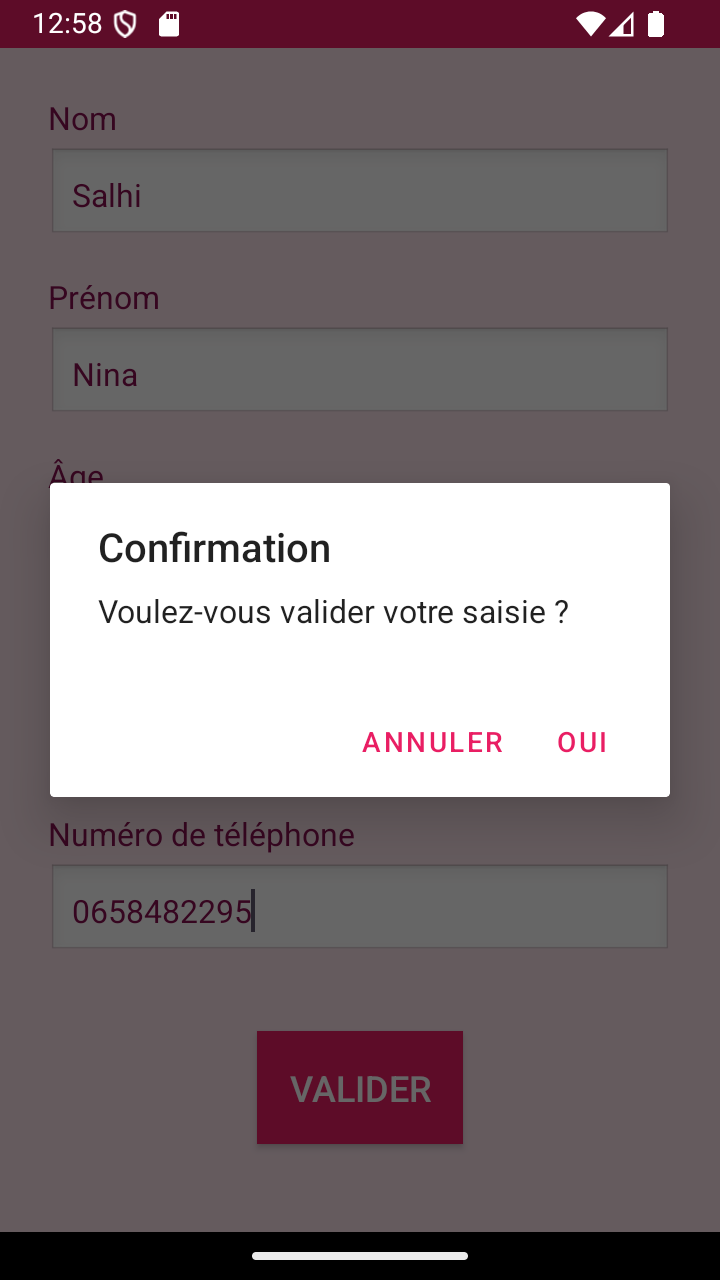 12:58
Nom
Salhi
Prénom
Nina
Âge
Confirmation
Voulez-vous valider votre saisie ?
ANNULER OUI
Numéro de téléphone
0658482295
VALIDER